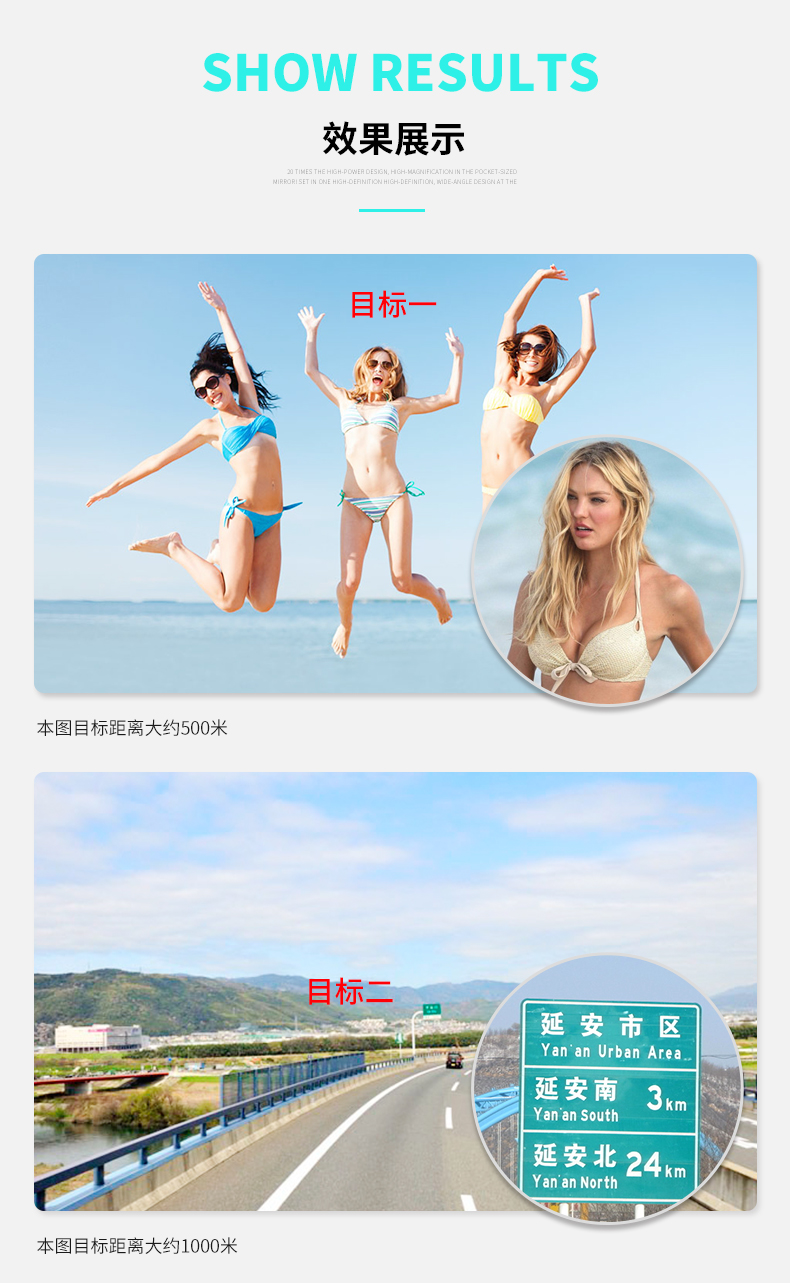 SHOW RESULTS
效果展示
20 TIMES THE HIGH-POWER DESIGN, HIGH-MAGNIFICATION IN THE POCKET-SIZED
MIRROR! SET IN ONE HIGH-DEFINITION HIGH-DEFINITION, WIDE-ANGLE DESIGN AT THE
目标一
本图目标距离大约500米
目标二
延安市区
Yan'an Urban Area
延安南 3km
Yan'an South
延安北 24km
Yan'an North
本图目标距离大约1000米